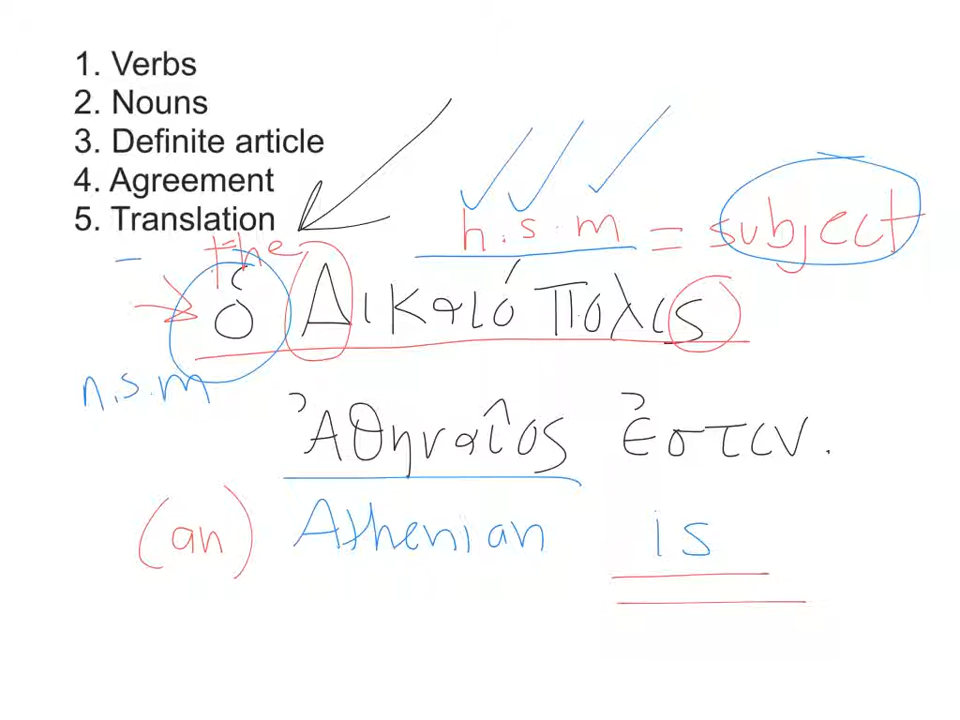 1. Verbs
2. Nouns
3. Definite article
4. Agreement
5. Translation
the
h.s.m = subject
ὁ Δικαιόπολις
n.s.m
Ἀθηναῖος ἐστιν.
(an) Athenian is